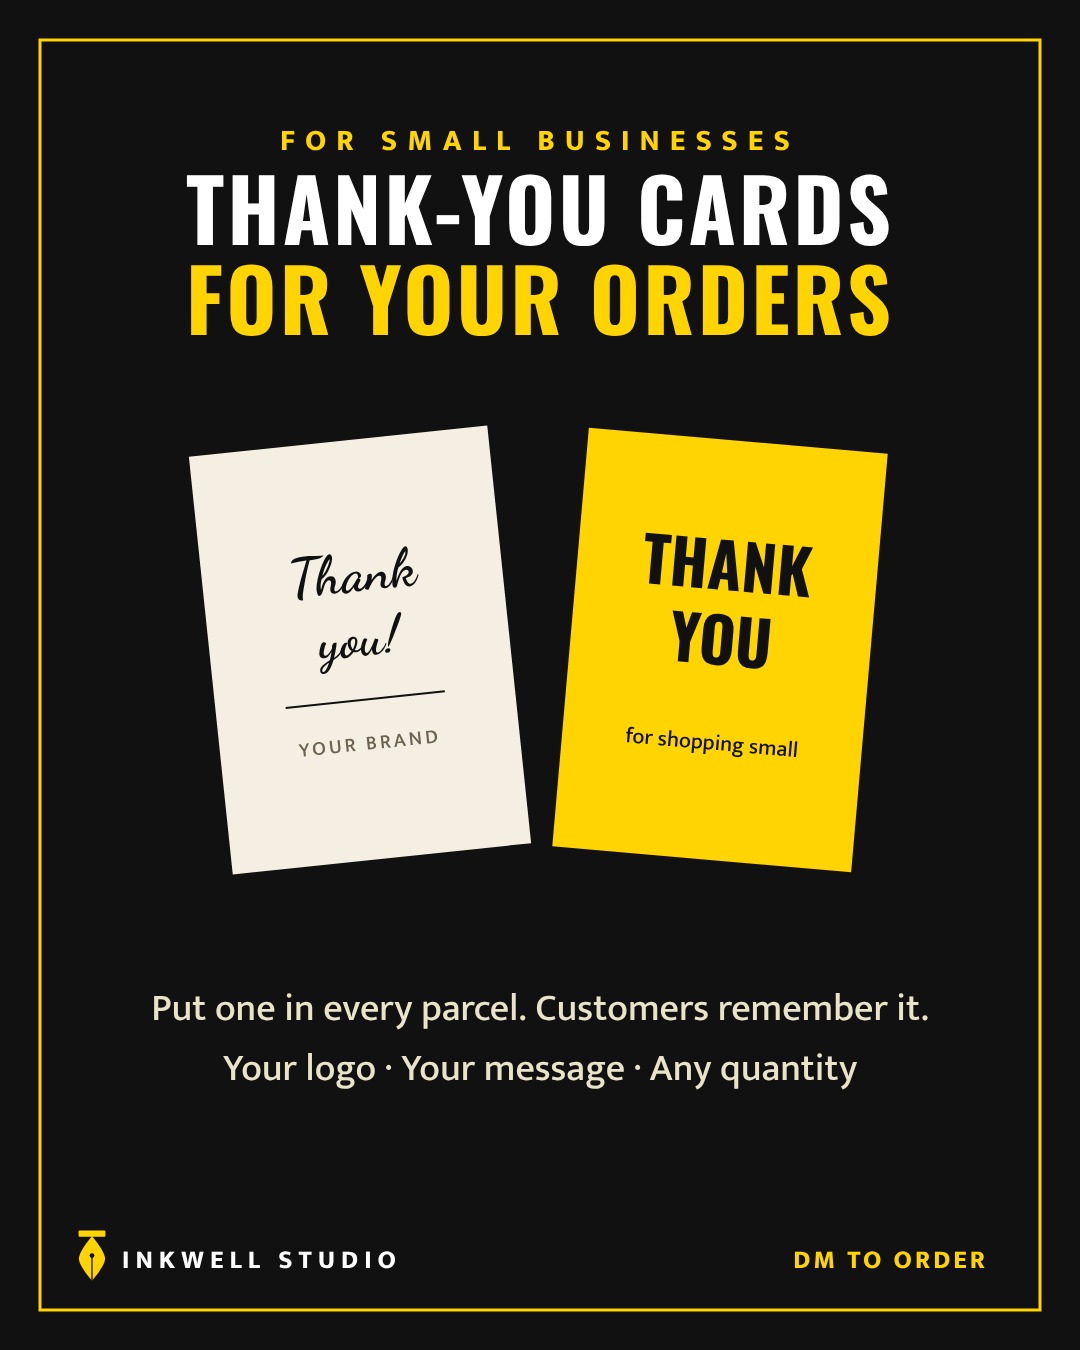 FOR SMALL BUSINESSES
THANK-YOU CARDS
FOR YOUR ORDERS
Thank
you!
YOUR BRAND
THANK
YOU
for shopping small
Put one in every parcel. Customers remember it.
Your logo · Your message · Any quantity
INKWELL STUDIO
DM TO ORDER